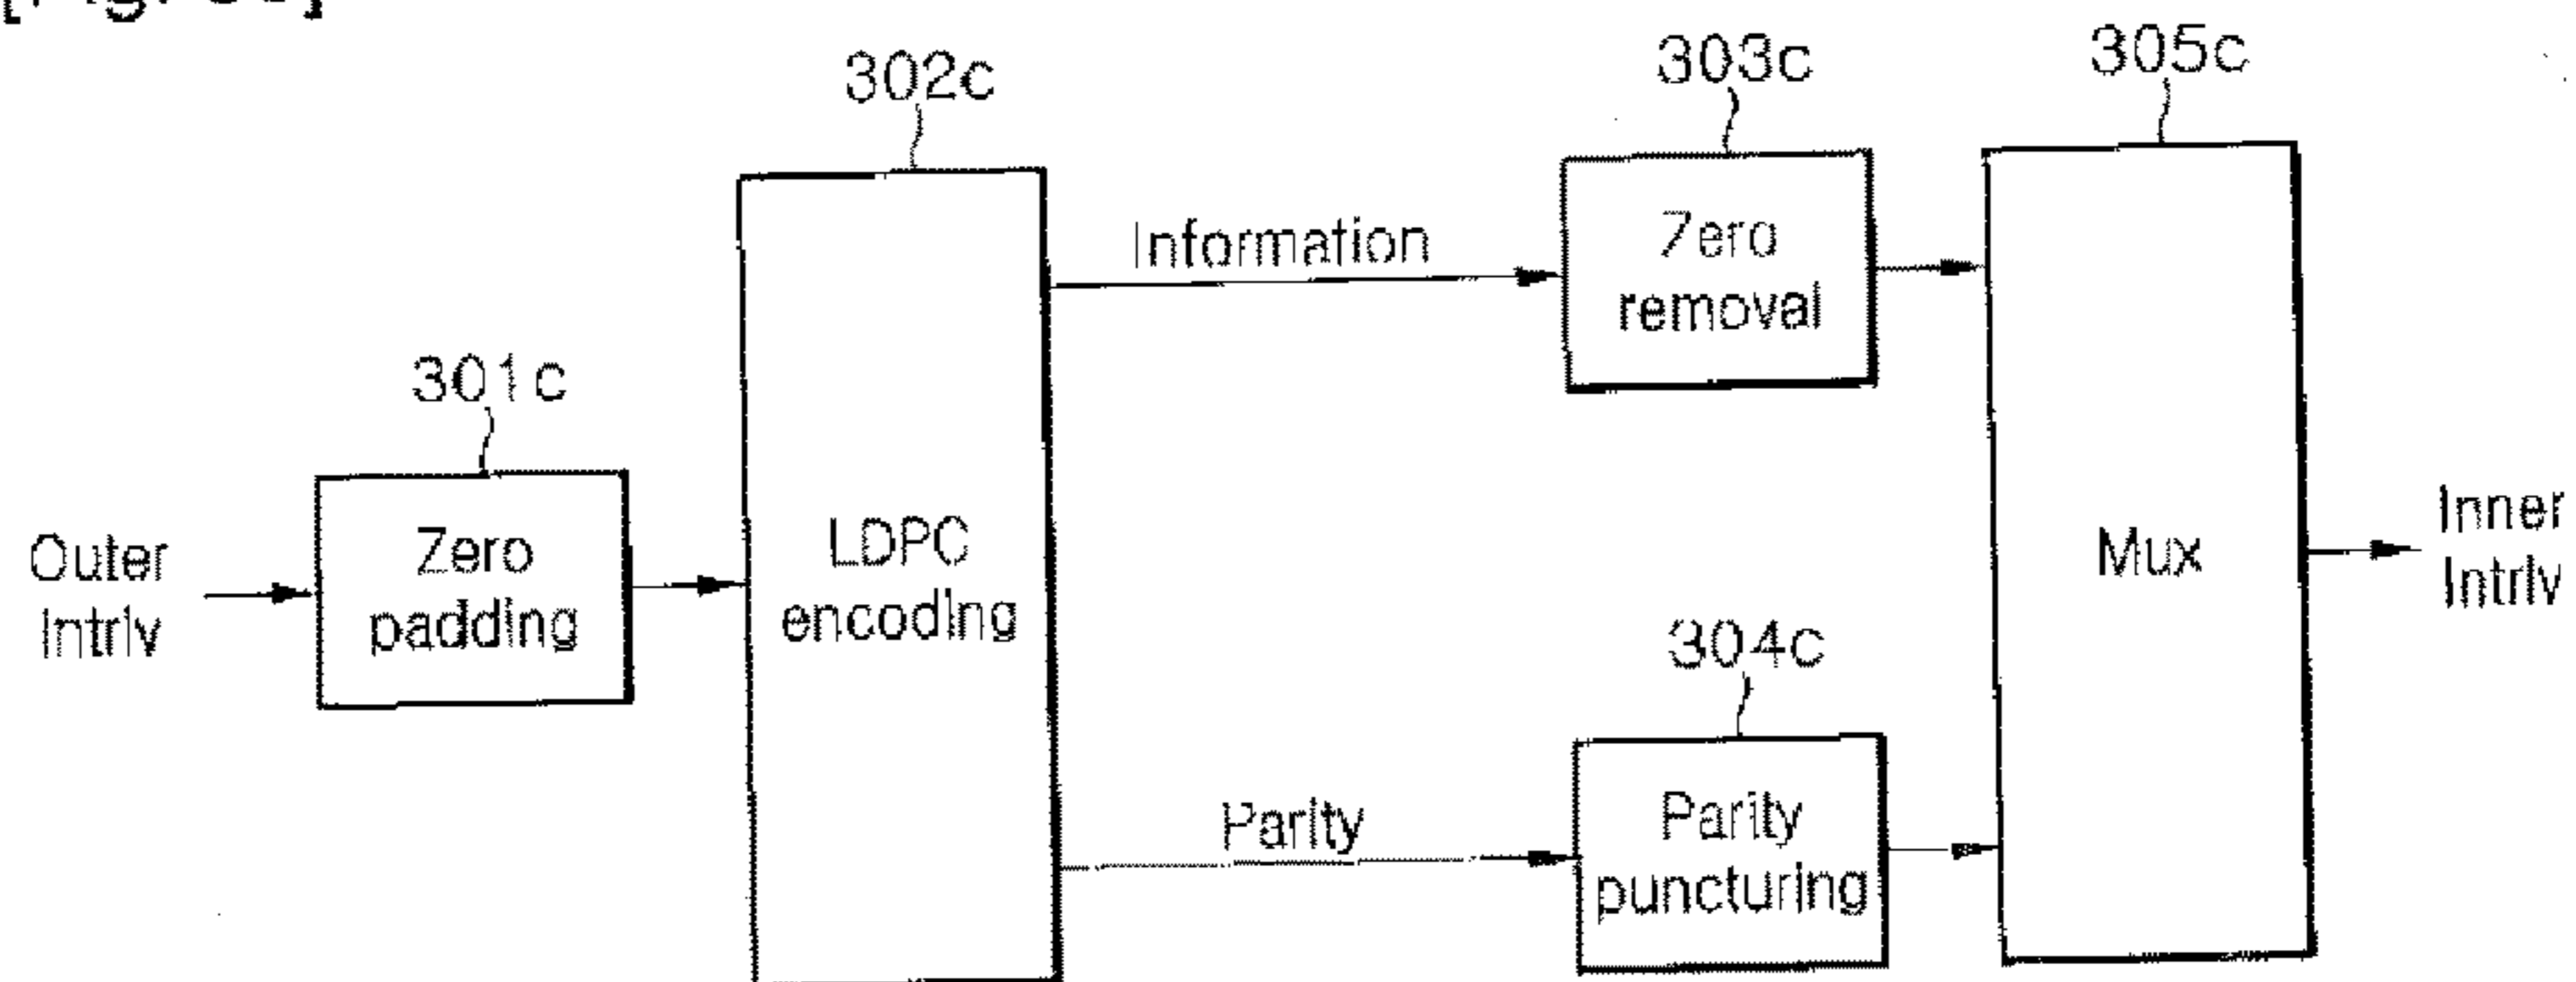 302c
303c
305c
Information
Zero
removal
301c
Outer
Intrlv
Zero
padding
LDPC
encoding
Mux
Inner
Intrlv
304c
Parity
Parity
puncturing